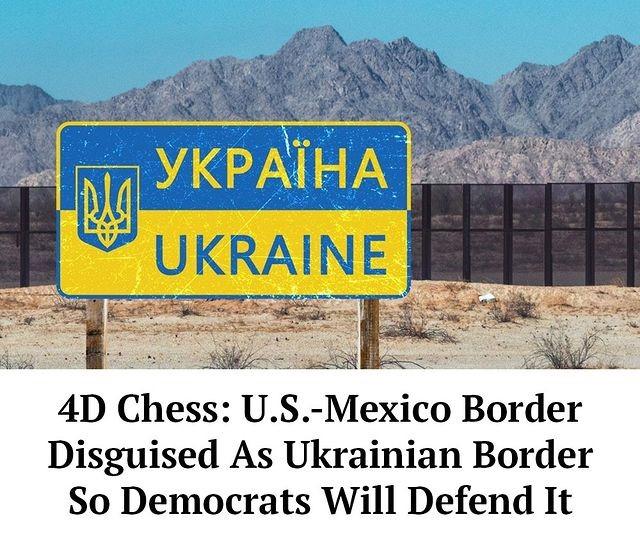 УКРАЇНА
UKRAINE
4D Chess: U.S.-Mexico Border
Disguised As Ukrainian Border
So Democrats Will Defend It